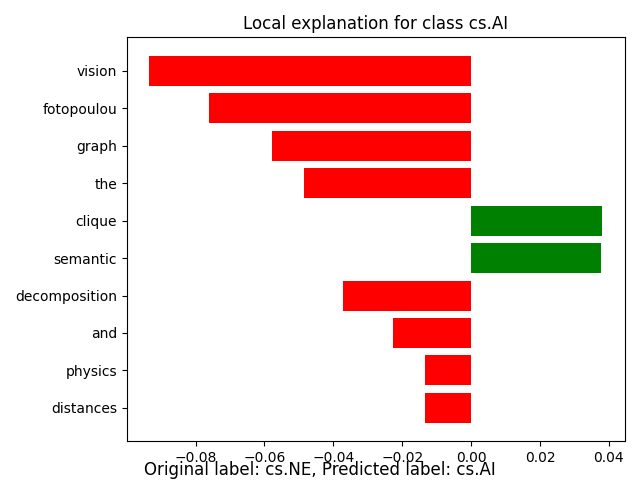 Local explanation for class cs.AI
vision
fotopoulou
graph
the
clique
semantic
decomposition
and
physics
distances
−0.08 −0.06 −0.04 −0.02 0.00 0.02 0.04
Original label: cs.NE, Predicted label: cs.AI